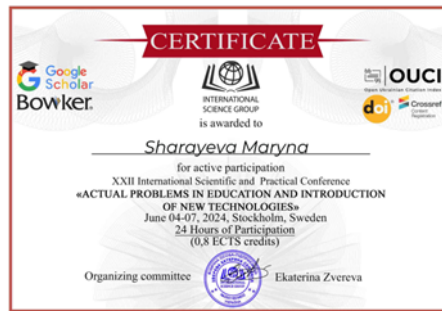 CERTIFICATE
Google
Scholar
Bowker.
INTERNATIONAL
SCIENCE GROUP
OUCI
Open Ukrainian Citation Index
doi
Crossref
Content
Registration
is awarded to
Sharayeva Maryna
for active participation
XXII International Scientific and Practical Conference
«ACTUAL PROBLEMS IN EDUCATION AND INTRODUCTION
OF NEW TECHNOLOGIES»
June 04-07, 2024, Stockholm, Sweden
24 Hours of Participation
(0,8 ECTS credits)
Organizing committee
Ekaterina Zvereva